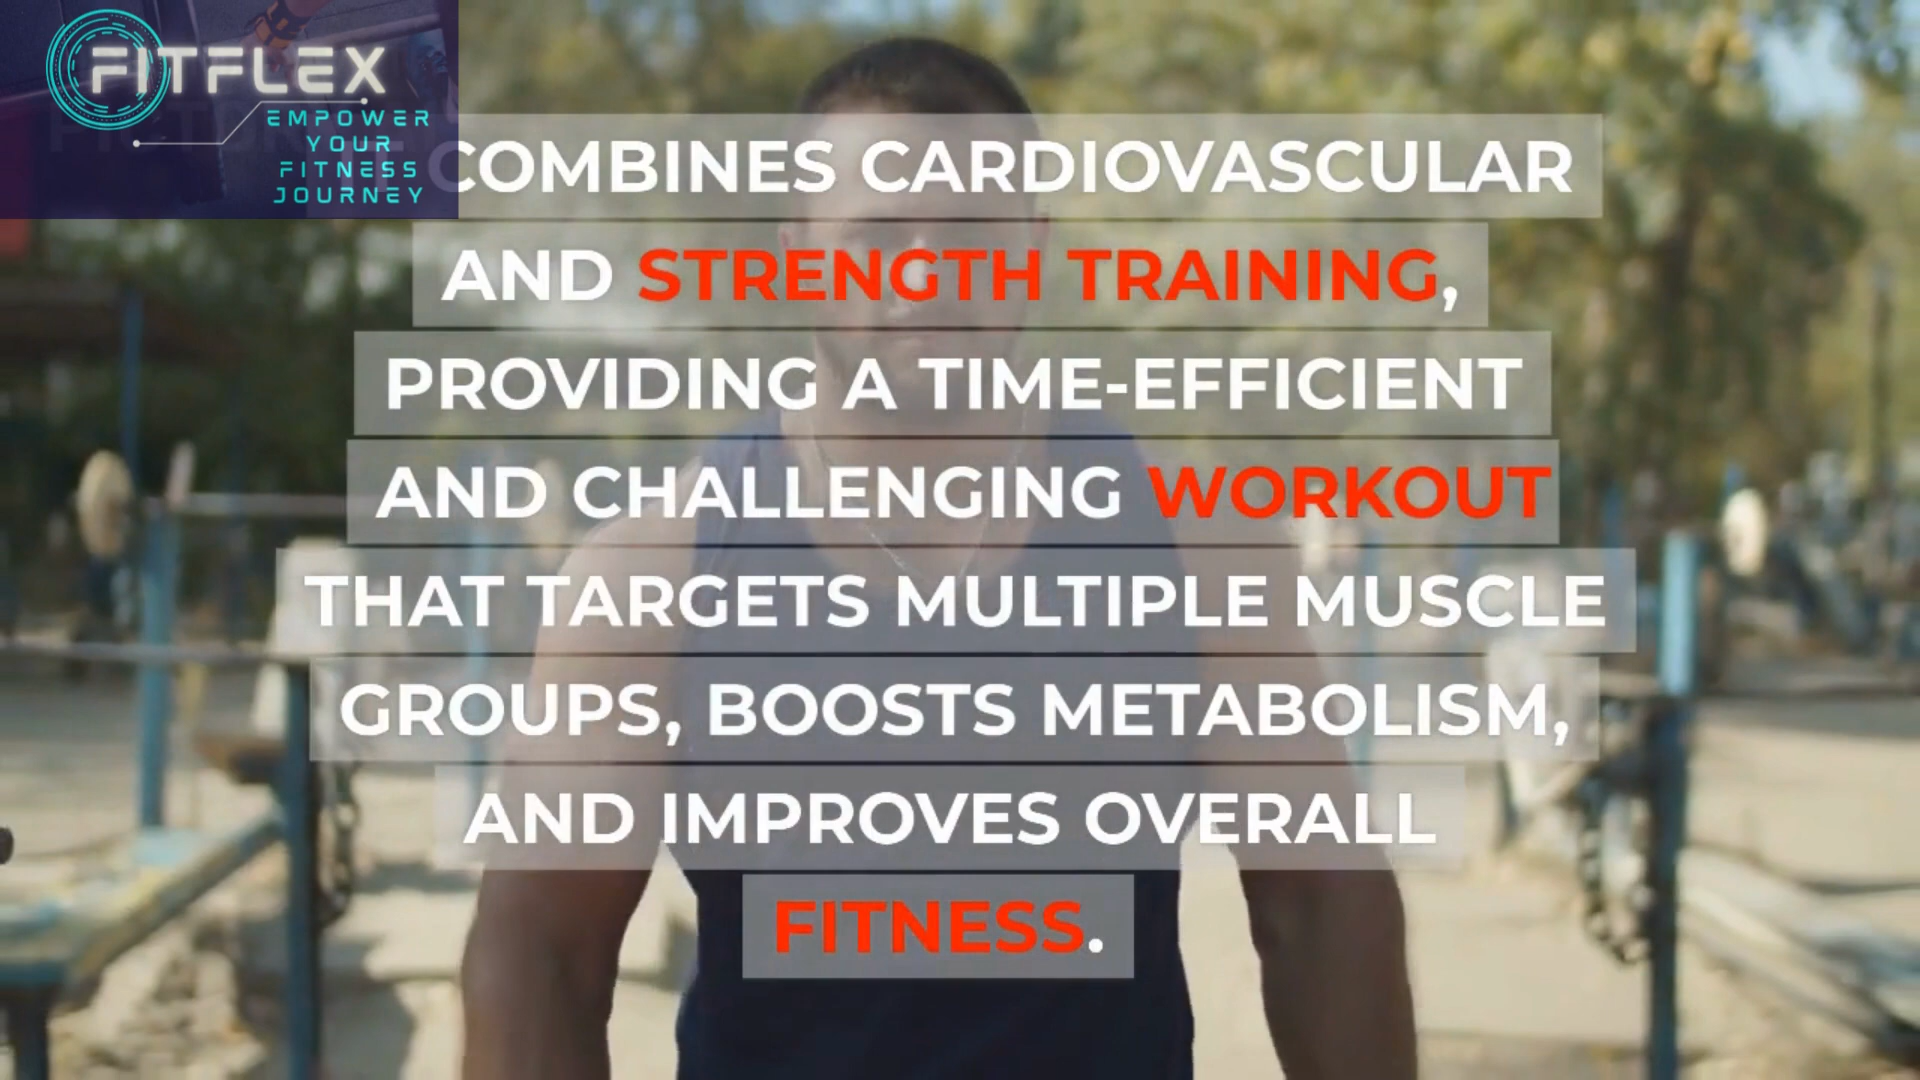 FITFLEX
EMPOWER
YOUR
FITNESS
JOURNEY
COMBINES CARDIOVASCULAR
AND STRENGTH TRAINING,
PROVIDING A TIME-EFFICIENT
AND CHALLENGING WORKOUT
THAT TARGETS MULTIPLE MUSCLE
GROUPS, BOOSTS METABOLISM,
AND IMPROVES OVERALL
FITNESS.